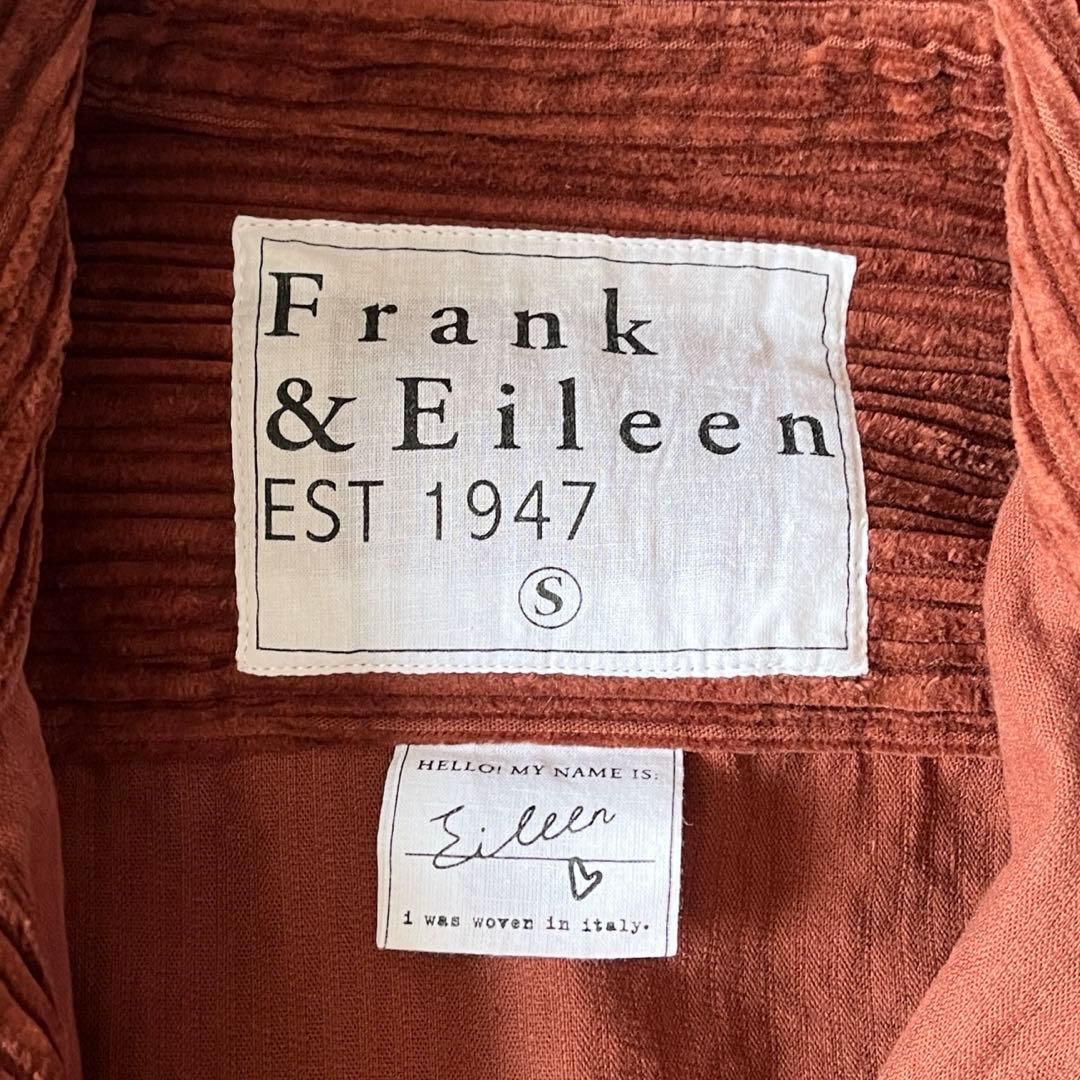 Frank
& Eileen
EST 1947
S
HELLO! MY NAME IS:
Eileen
i was woven in italy.